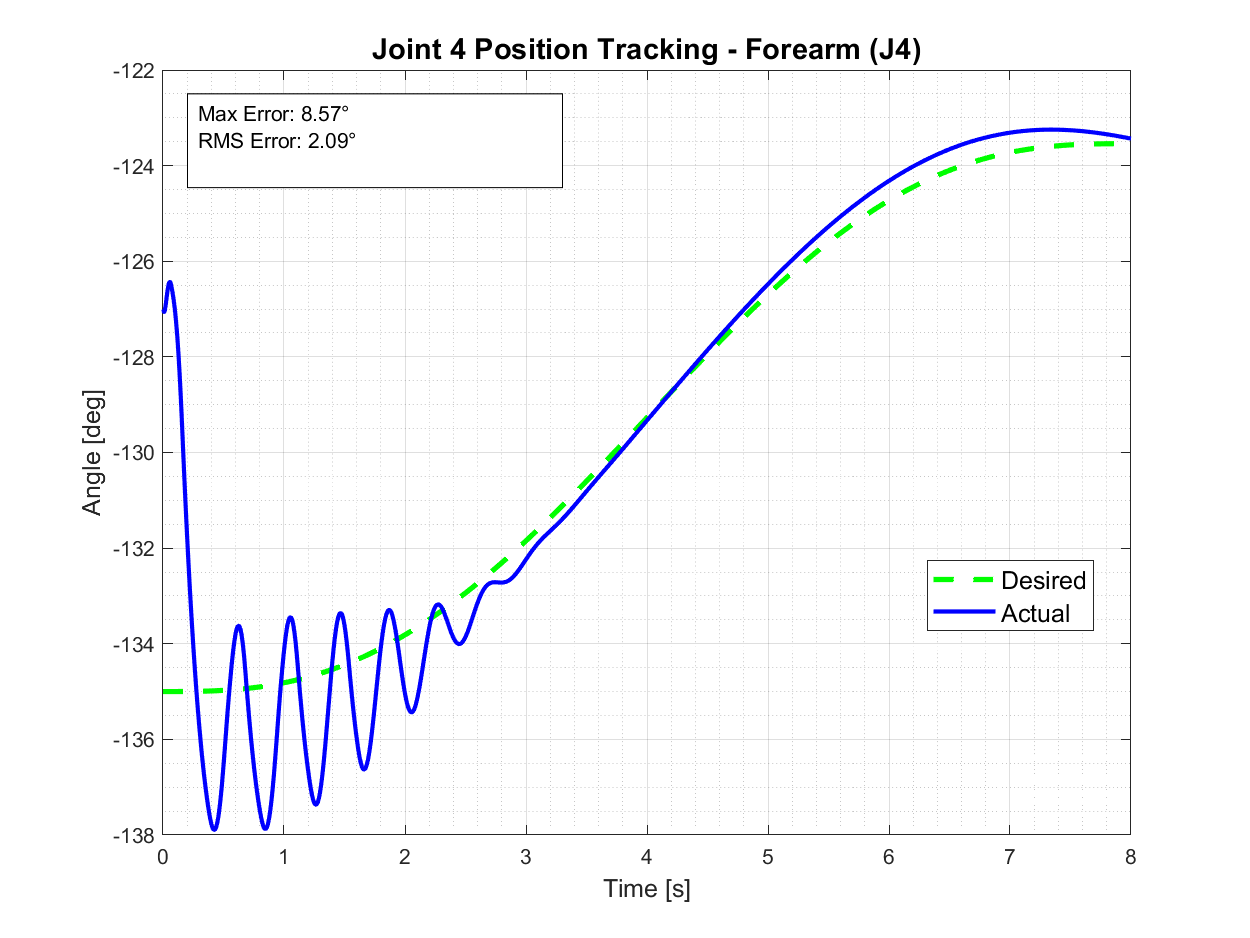 Joint 4 Position Tracking - Forearm (J4)
Max Error: 8.57°
RMS Error: 2.09°
-122
-124
-126
-128
-130
-132
-134
-136
-138
Angle [deg]
Desired
Actual
0 1 2 3 4 5 6 7 8
Time [s]